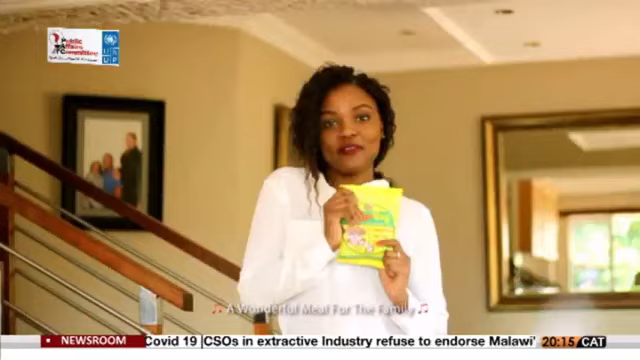 Public
Affairs
Committee
UN
DP
♫ A Wonderful Meal For The Family ♫
NEWSROOM Covid 19 |CSOs in extractive Industry refuse to endorse Malawi' 20:15 CAT